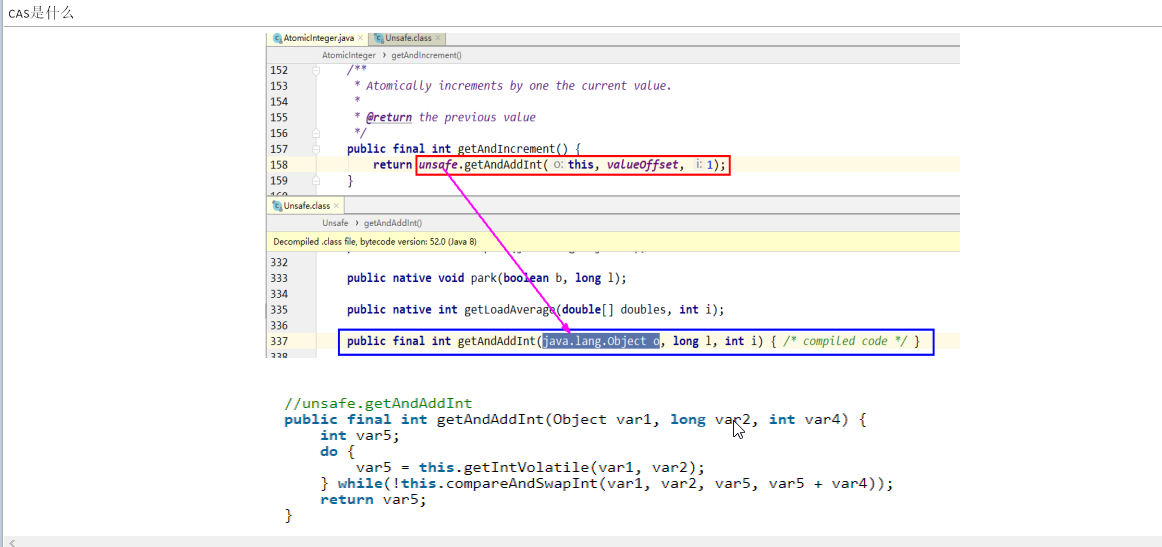 CAS是什么
AtomicInteger.java × Unsafe.class ×
AtomicInteger › getAndIncrement()
152 /**
153 * Atomically increments by one the current value.
154 *
155 * @return the previous value
156 */
157 public final int getAndIncrement() {
158 return unsafe.getAndAddInt( o: this, valueOffset, i: 1);
159 }
Unsafe.class ×
Unsafe › getAndAddInt()
Decompiled .class file, bytecode version: 52.0 (Java 8)
332
333 public native void park(boolean b, long l);
334
335 public native int getLoadAverage(double[] doubles, int i);
336
337 public final int getAndAddInt(java.lang.Object o, long l, int i) { /* compiled code */ }
338
//unsafe.getAndAddInt
public final int getAndAddInt(Object var1, long var2, int var4) {
int var5;
do {
var5 = this.getIntVolatile(var1, var2);
} while(!this.compareAndSwapInt(var1, var2, var5, var5 + var4));
return var5;
}